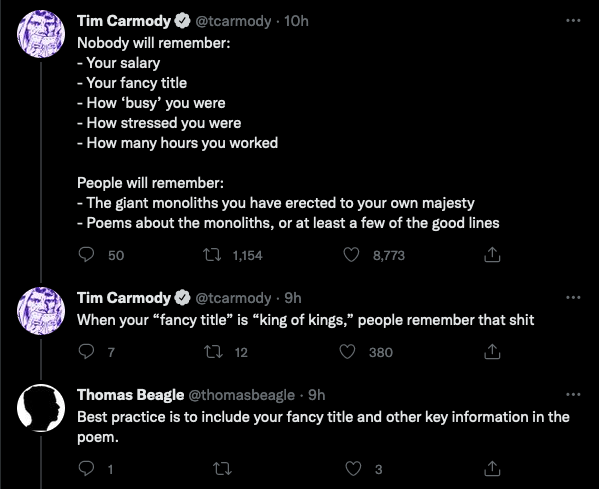 Tim Carmody @tcarmody · 10h
Nobody will remember:
- Your salary
- Your fancy title
- How ‘busy’ you were
- How stressed you were
- How many hours you worked
People will remember:
- The giant monoliths you have erected to your own majesty
- Poems about the monoliths, or at least a few of the good lines
50 1,154 8,773
Tim Carmody @tcarmody · 9h
When your “fancy title” is “king of kings,” people remember that shit
7 12 380
Thomas Beagle @thomasbeagle · 9h
Best practice is to include your fancy title and other key information in the
poem.
1 3